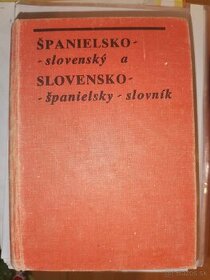 ŠPANIELSKO-
-slovenský a
SLOVENSKO-
-španielsky-slovník